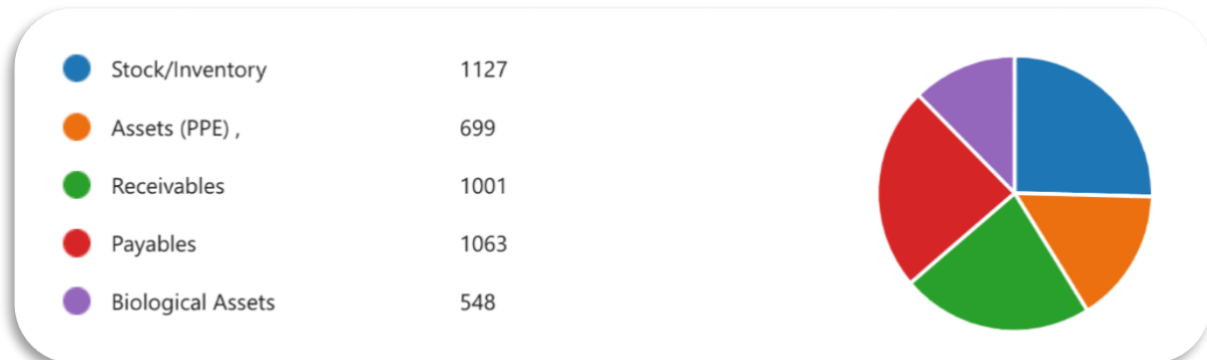 Stock/Inventory 1127
Assets (PPE) , 699
Receivables 1001
Payables 1063
Biological Assets 548